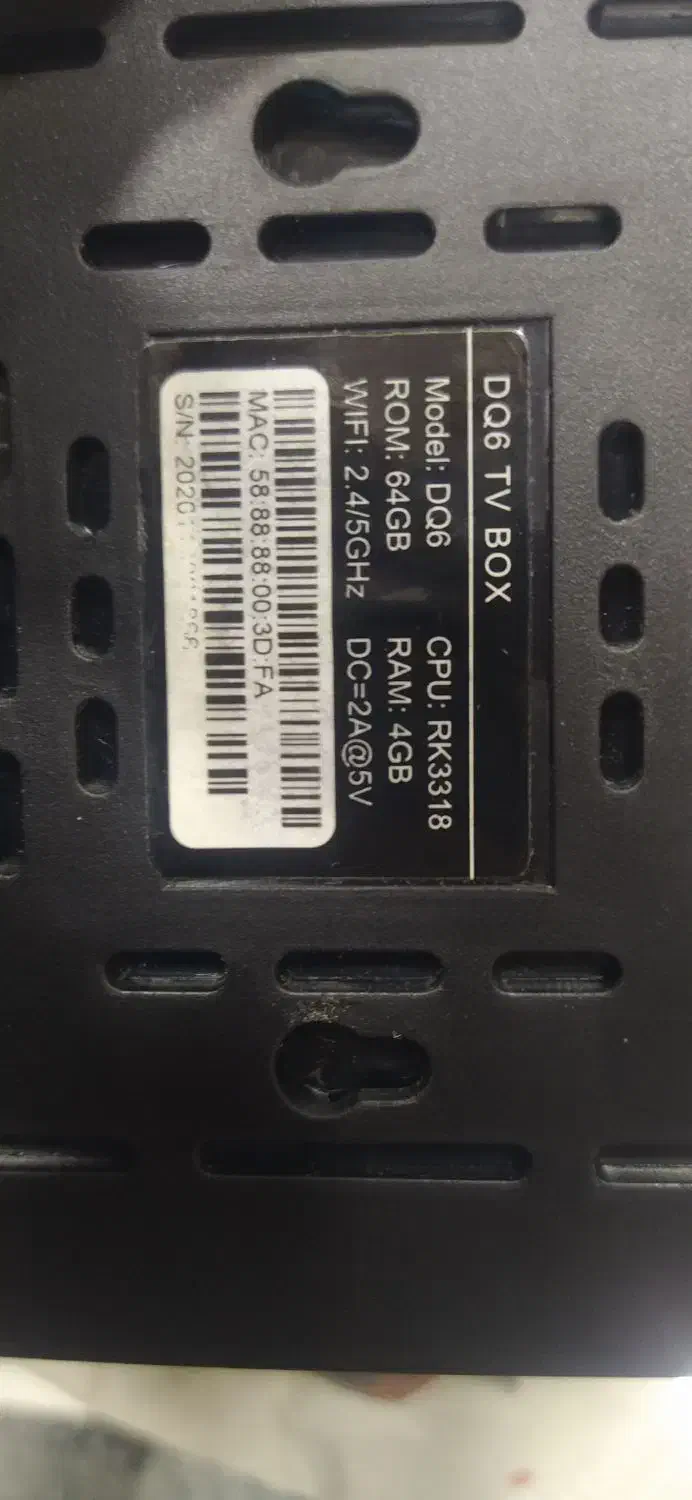 DQ6 TV BOX
Model: DQ6 CPU: RK3318
ROM: 64GB RAM: 4GB
WIFI: 2.4/5GHz DC=2A@5V
MAC: 58:88:88:00:3D:FA
S/N: